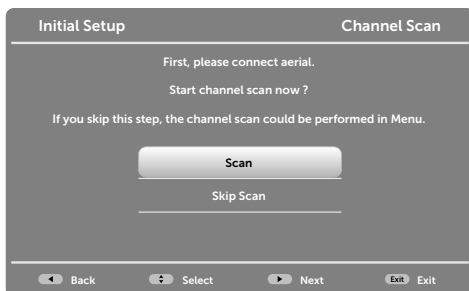 Initial Setup Channel Scan
First, please connect aerial.
Start channel scan now ?
If you skip this step, the channel scan could be performed in Menu.
Scan
Skip Scan
Back Select Next Exit Exit